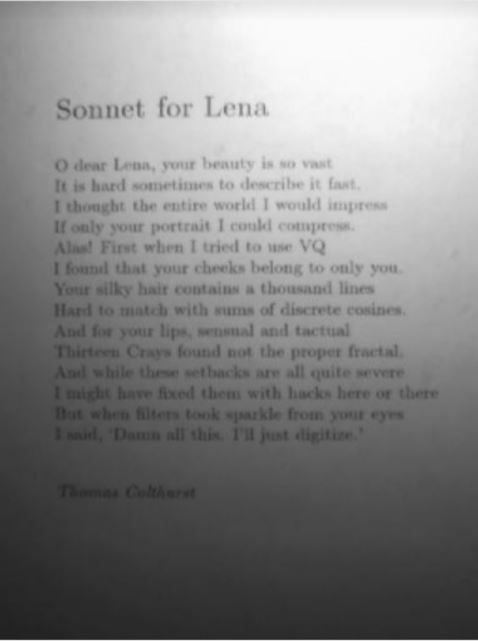 Sonnet for Lena
O dear Lena, your beauty is so vast
It is hard sometimes to describe it fast.
I thought the entire world I would impress
If only your portrait I could compress.
Alas! First when I tried to use VQ
I found that your cheeks belong to only you.
Your silky hair contains a thousand lines
Hard to match with sums of discrete cosines.
And for your lips, sensual and tactual
Thirteen Crays found not the proper fractal.
And while these setbacks are all quite severe
I might have fixed them with hacks here or there
But when filters took sparkle from your eyes
I said, 'Damn all this. I'll just digitize.'
Thomas Colthurst